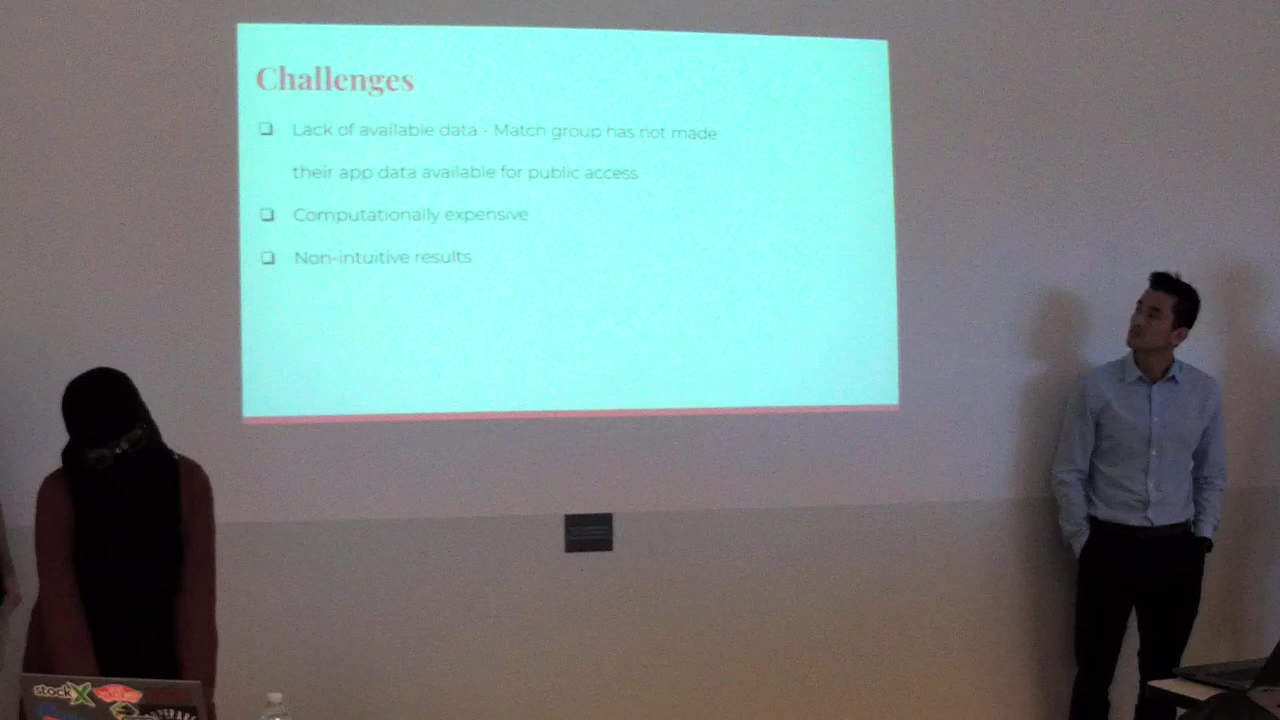 Challenges
Lack of available data - Match group has not made
their app data available for public access
Computationally expensive
Non-intuitive results
stockX